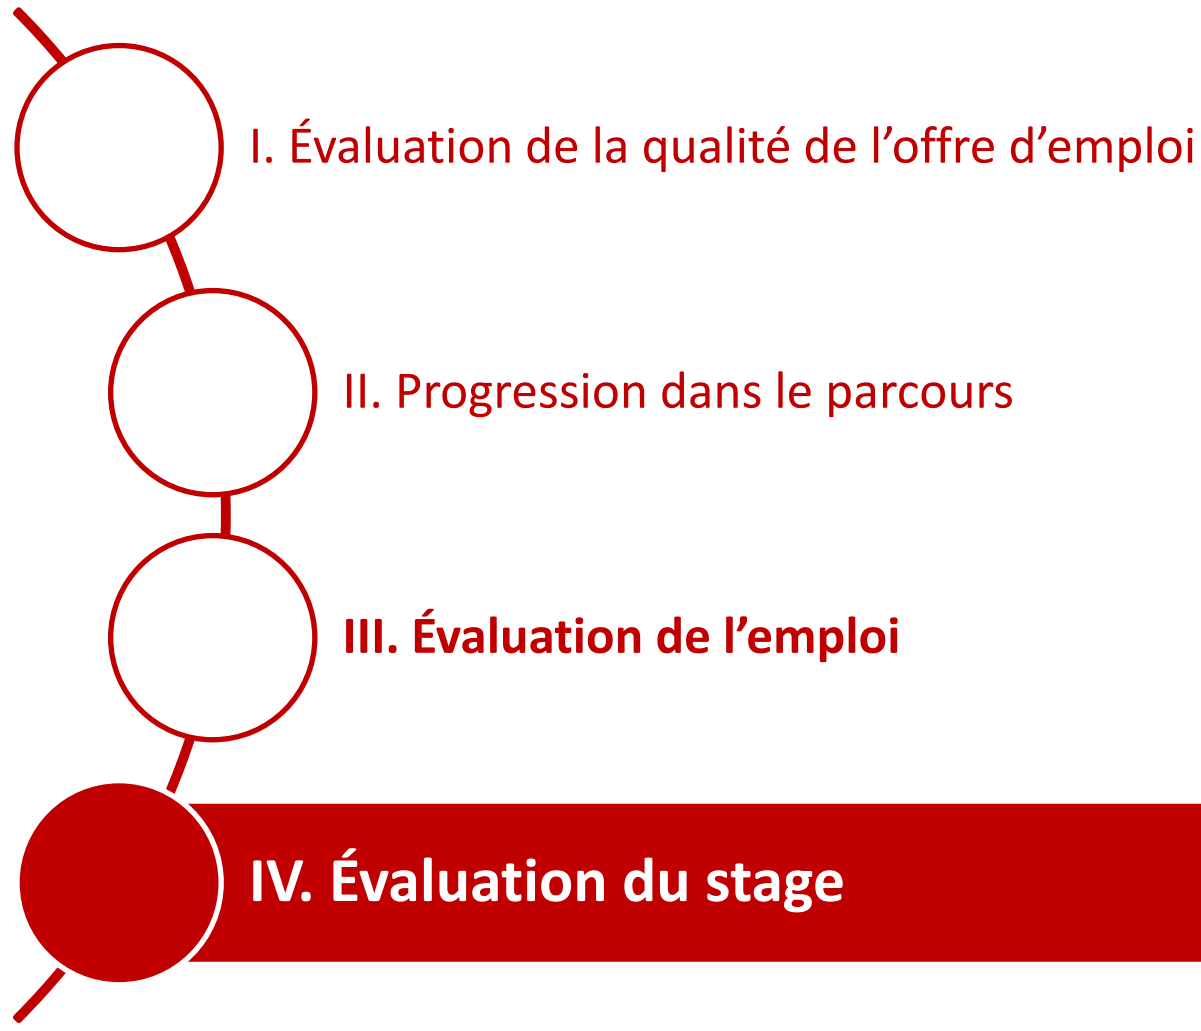 I. Évaluation de la qualité de l’offre d’emploi
II. Progression dans le parcours
III. Évaluation de l’emploi
IV. Évaluation du stage